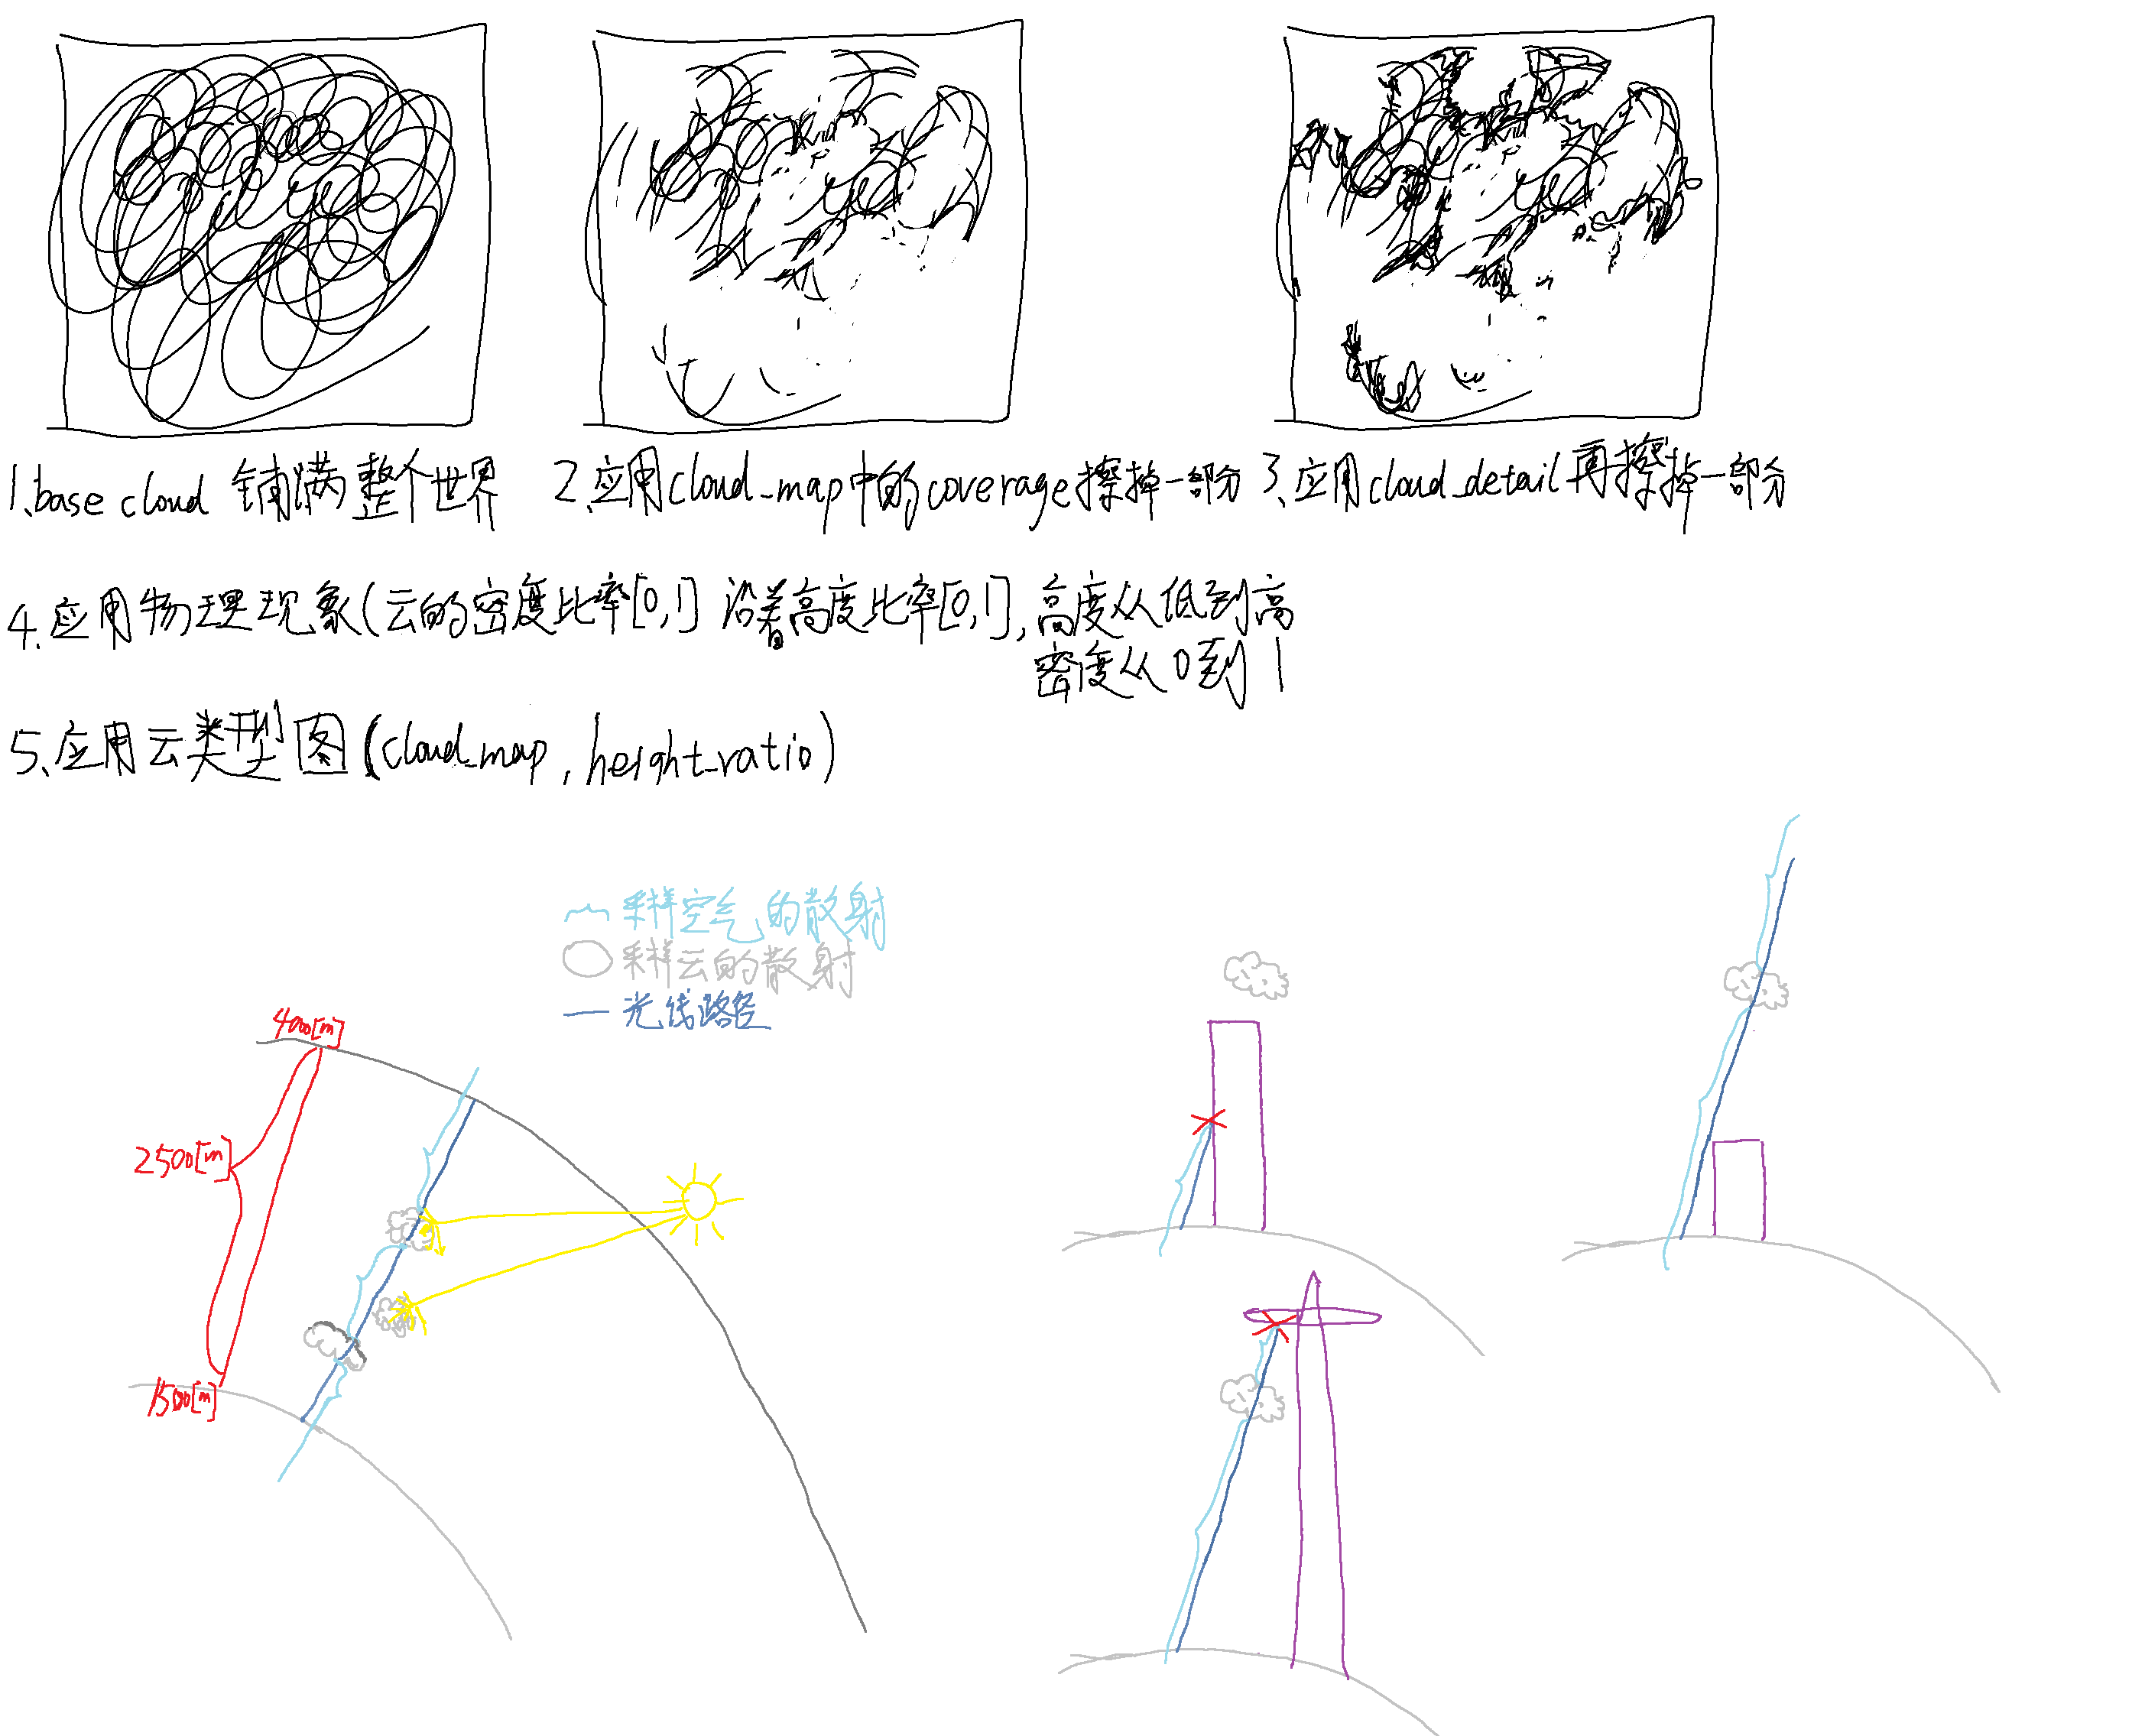 1.base cloud 铺满整个世界
2.应用cloud_map中的coverage擦掉一部分
3.应用cloud_detail再擦掉一部分
4.应用物理现象(云的密度比率[0,1] 沿着高度比率[0,1],高度从低到高
密度从0到1
5.应用云类型图(cloud_map,height_ratio)
采样空气的散射
采样云的散射
光线路径
4000[m]
2500[m]
1500[m]